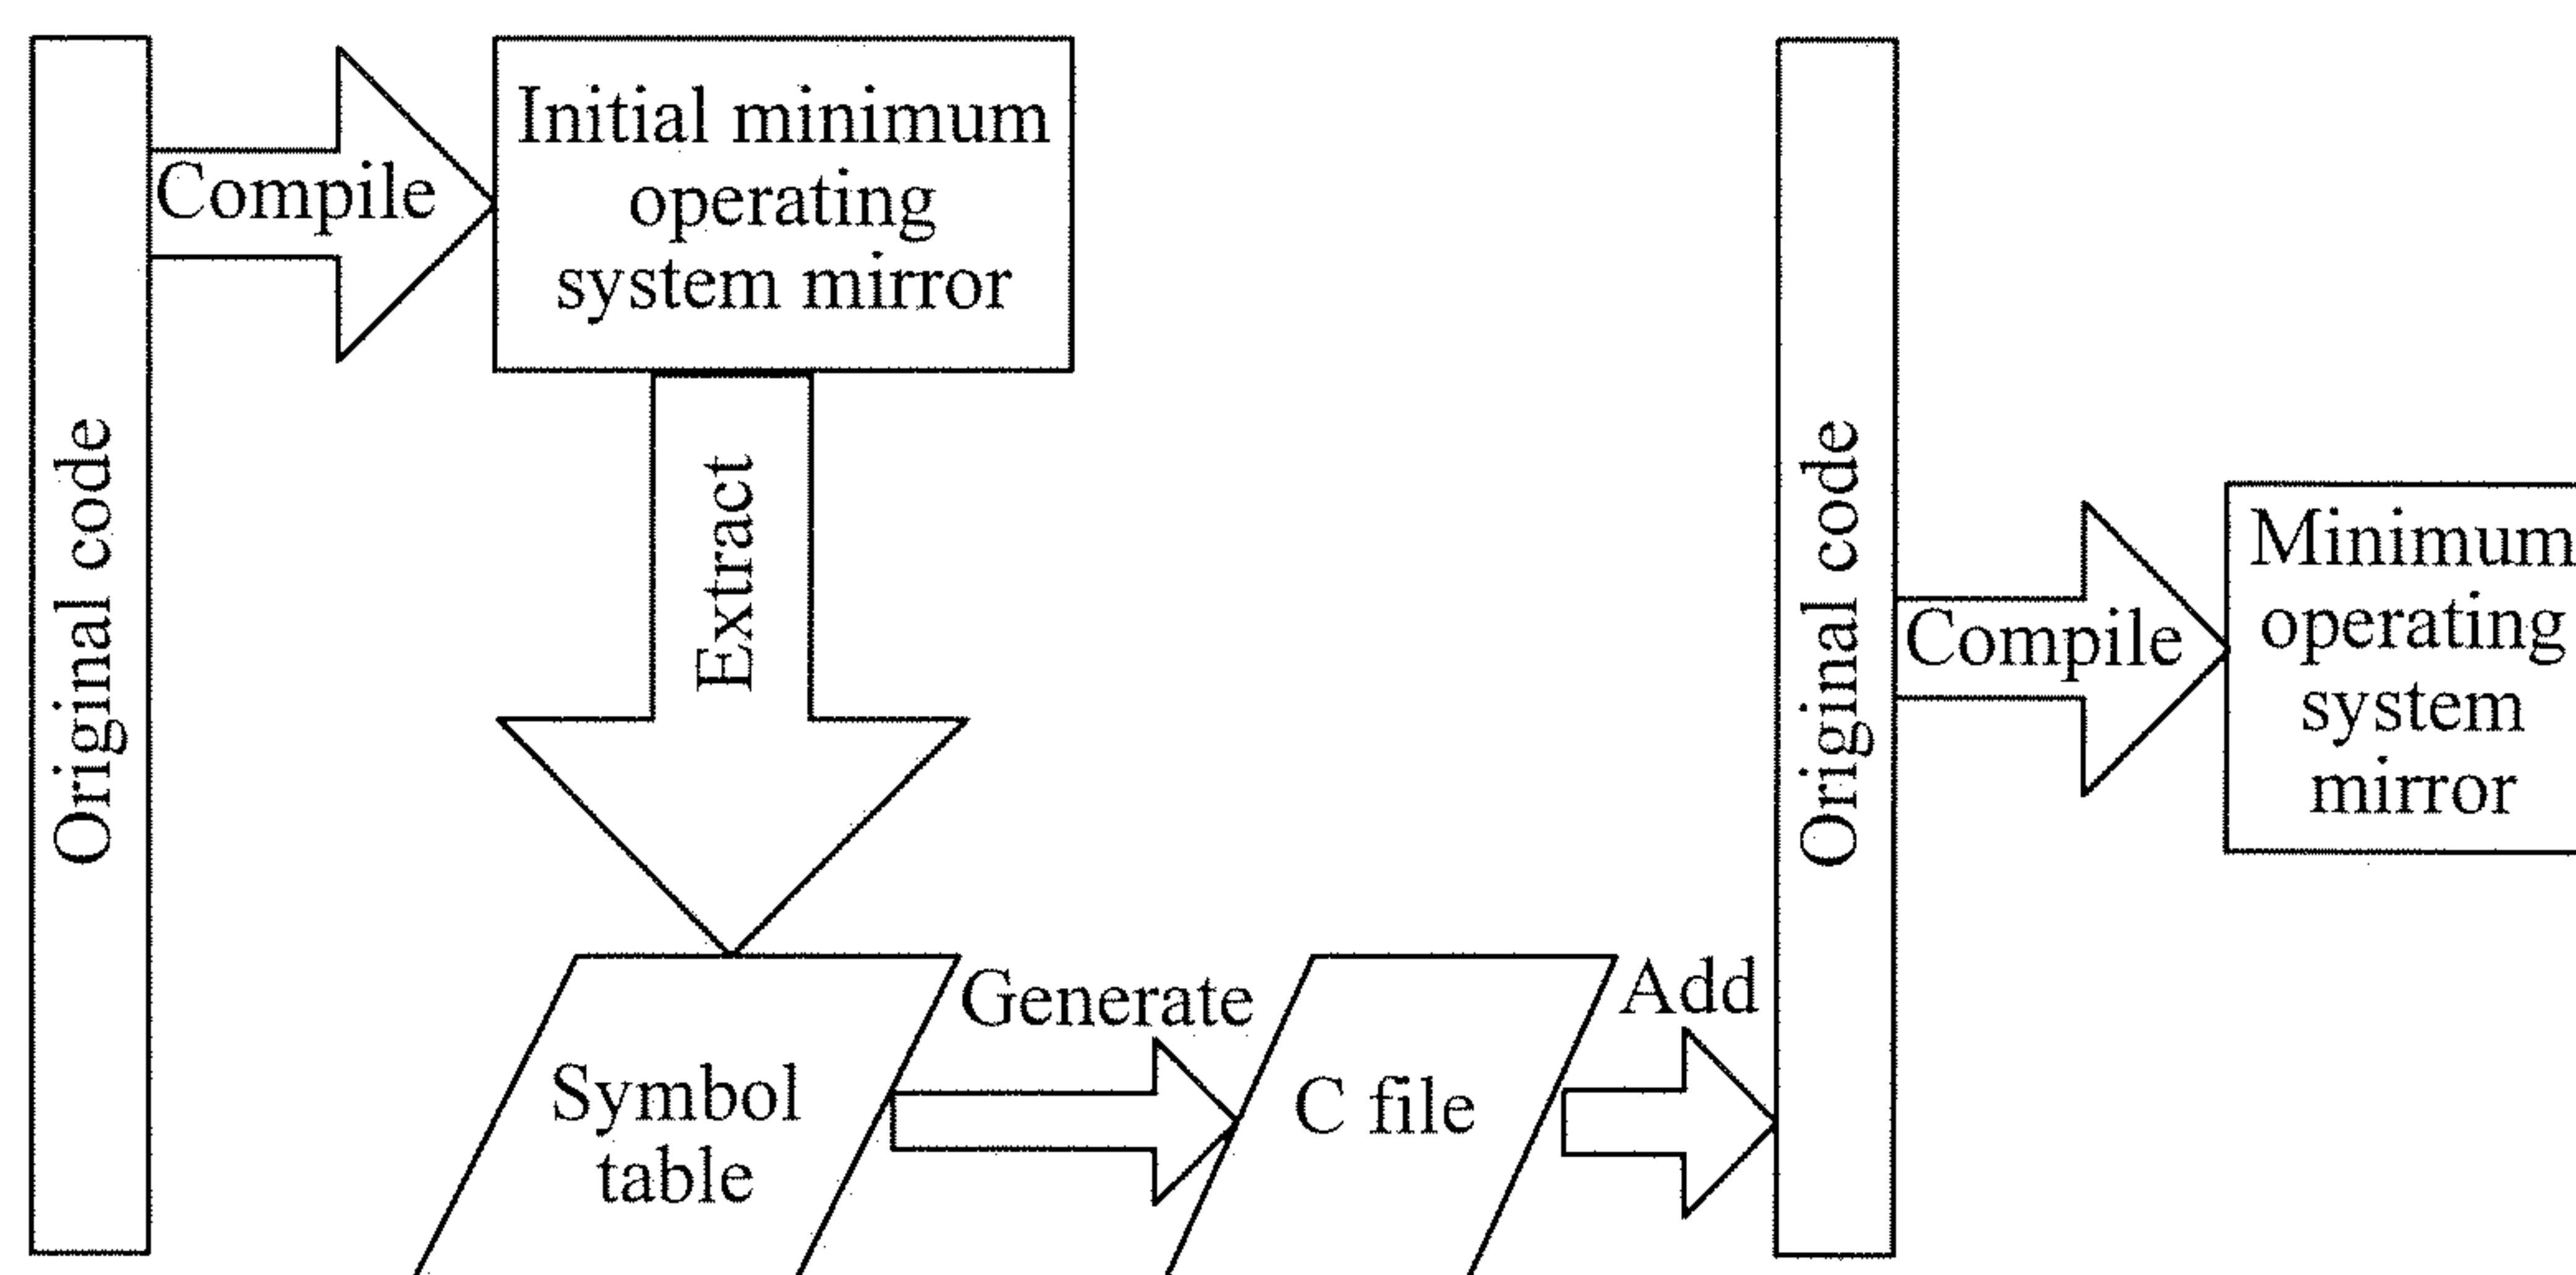 Original code
Compile
Initial minimum
operating
system mirror
Extract
Symbol
table
Generate
C file
Add
Original code
Compile
Minimum
operating
system
mirror